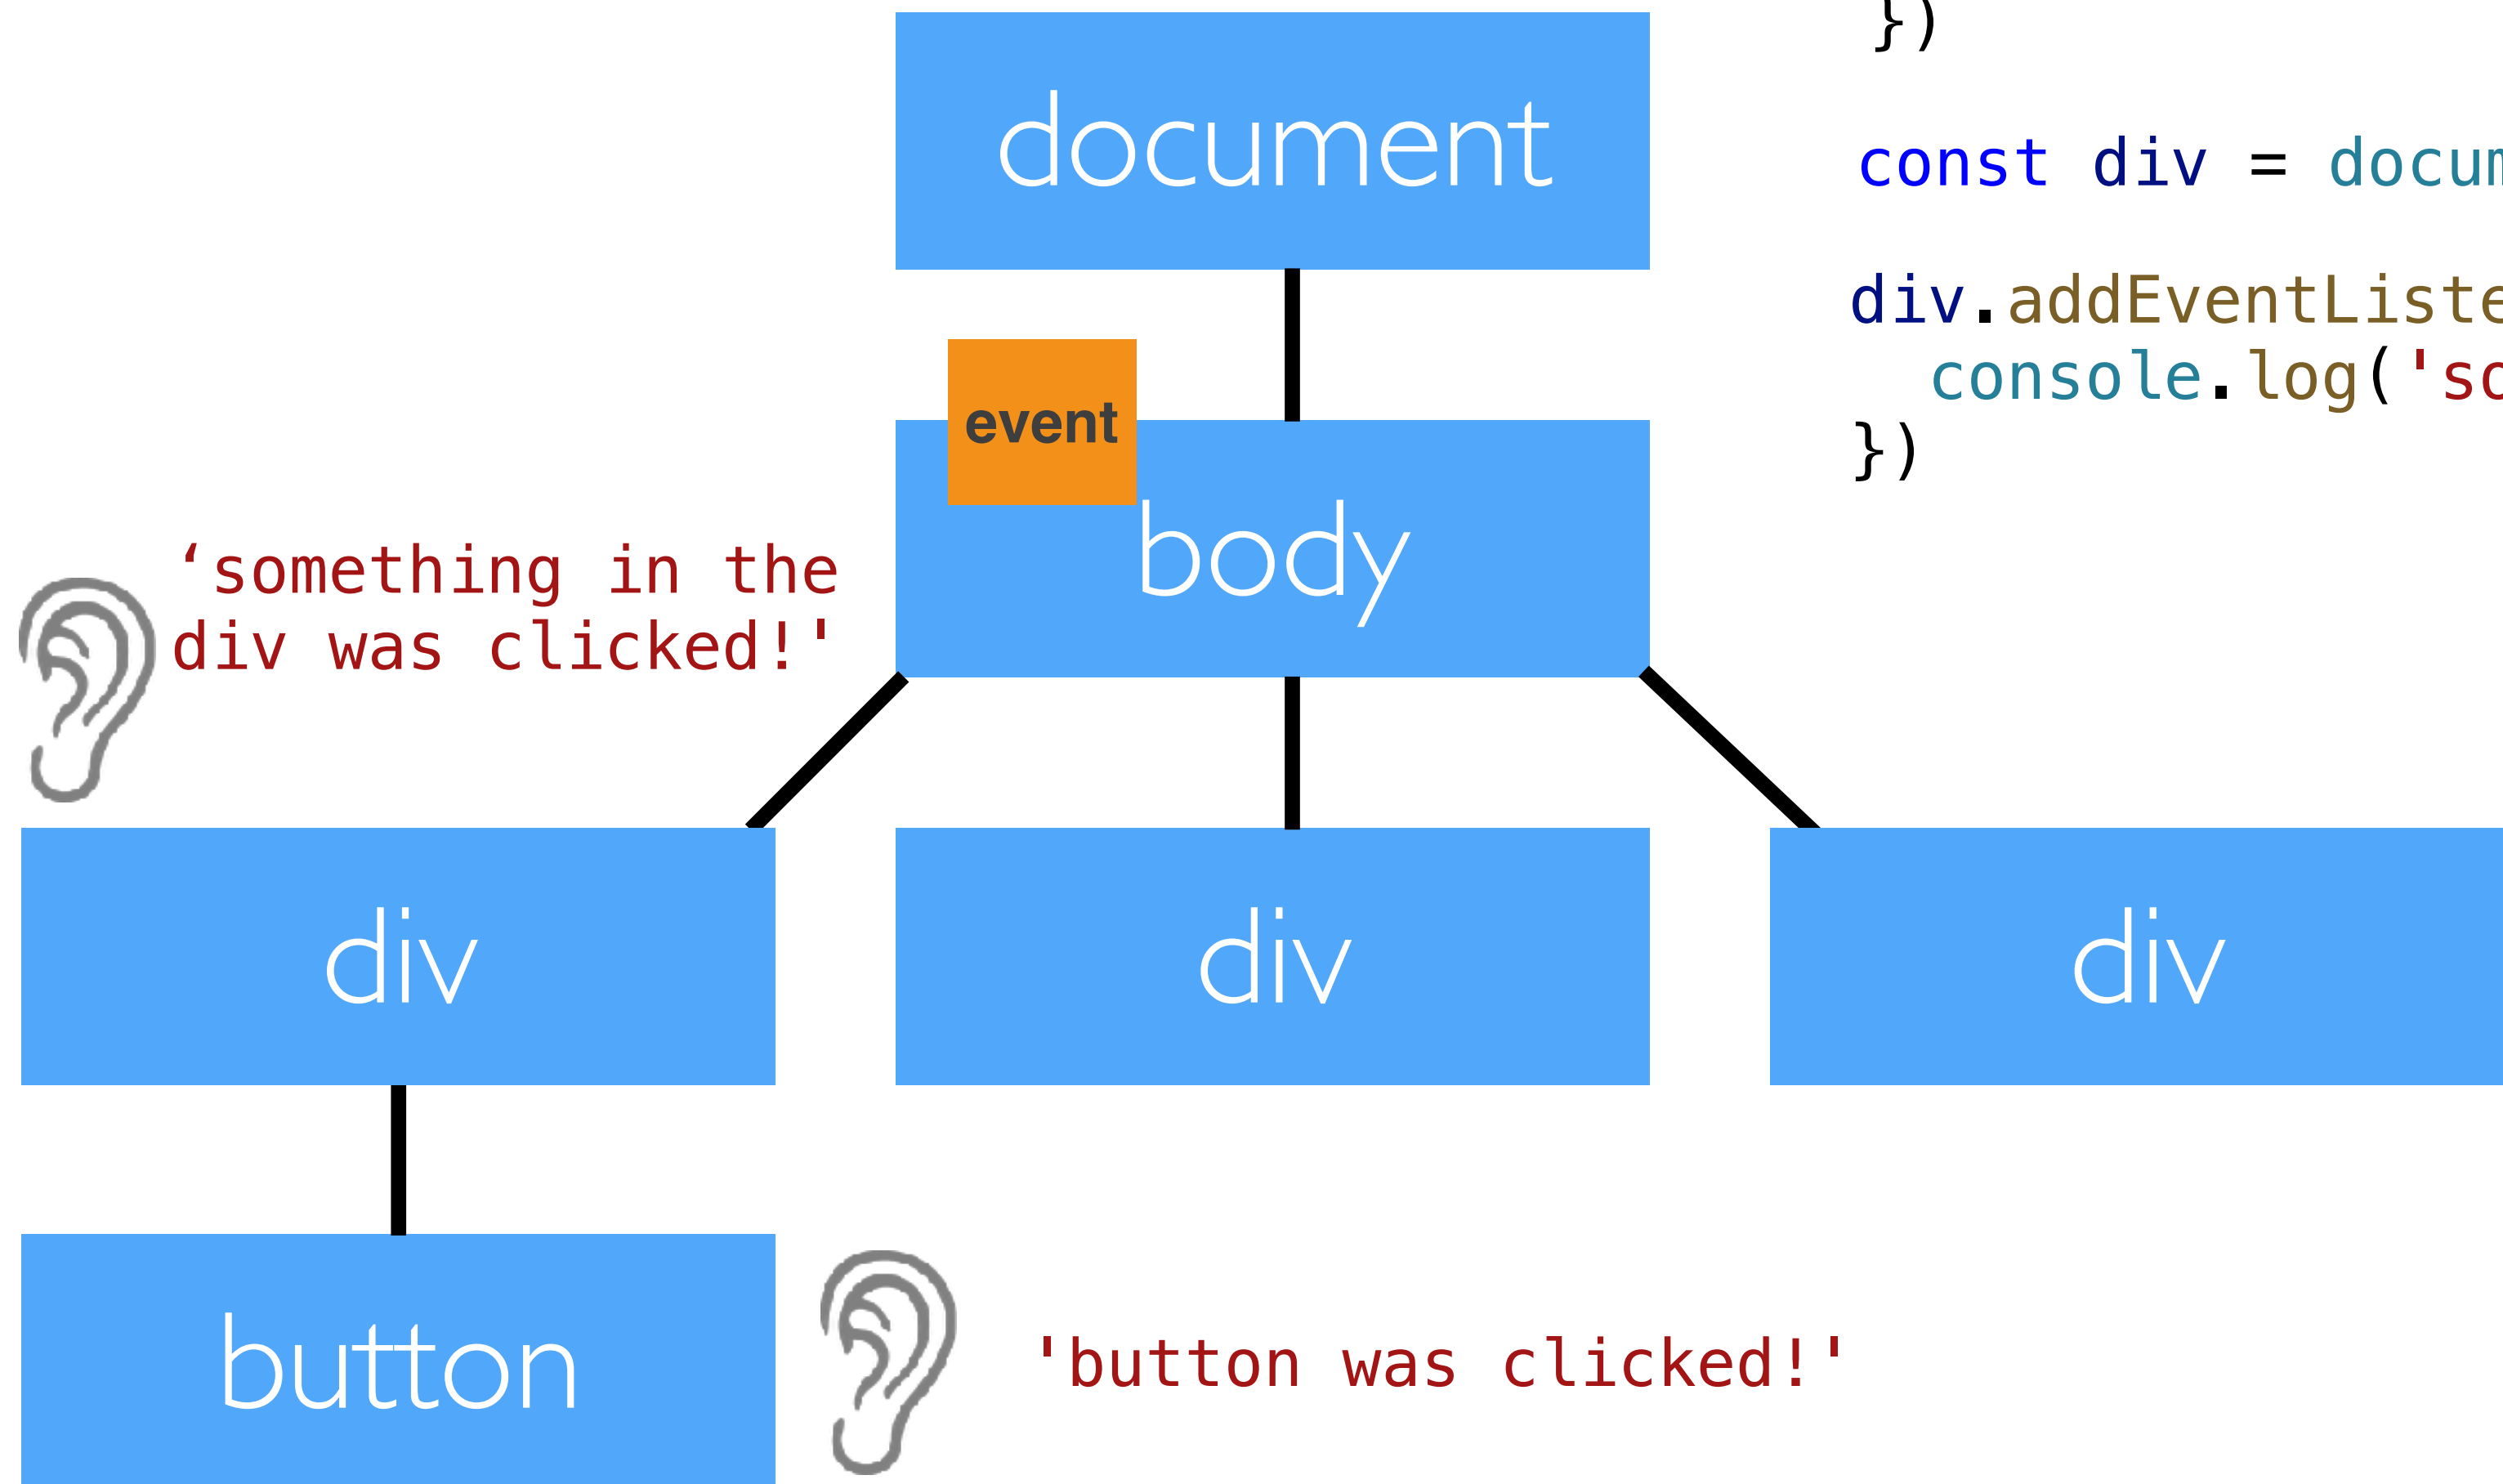 })
document
const div = docum
div.addEventListe
console.log('so
})
event
body
‘something in the
div was clicked!'
div
div
div
button
'button was clicked!'